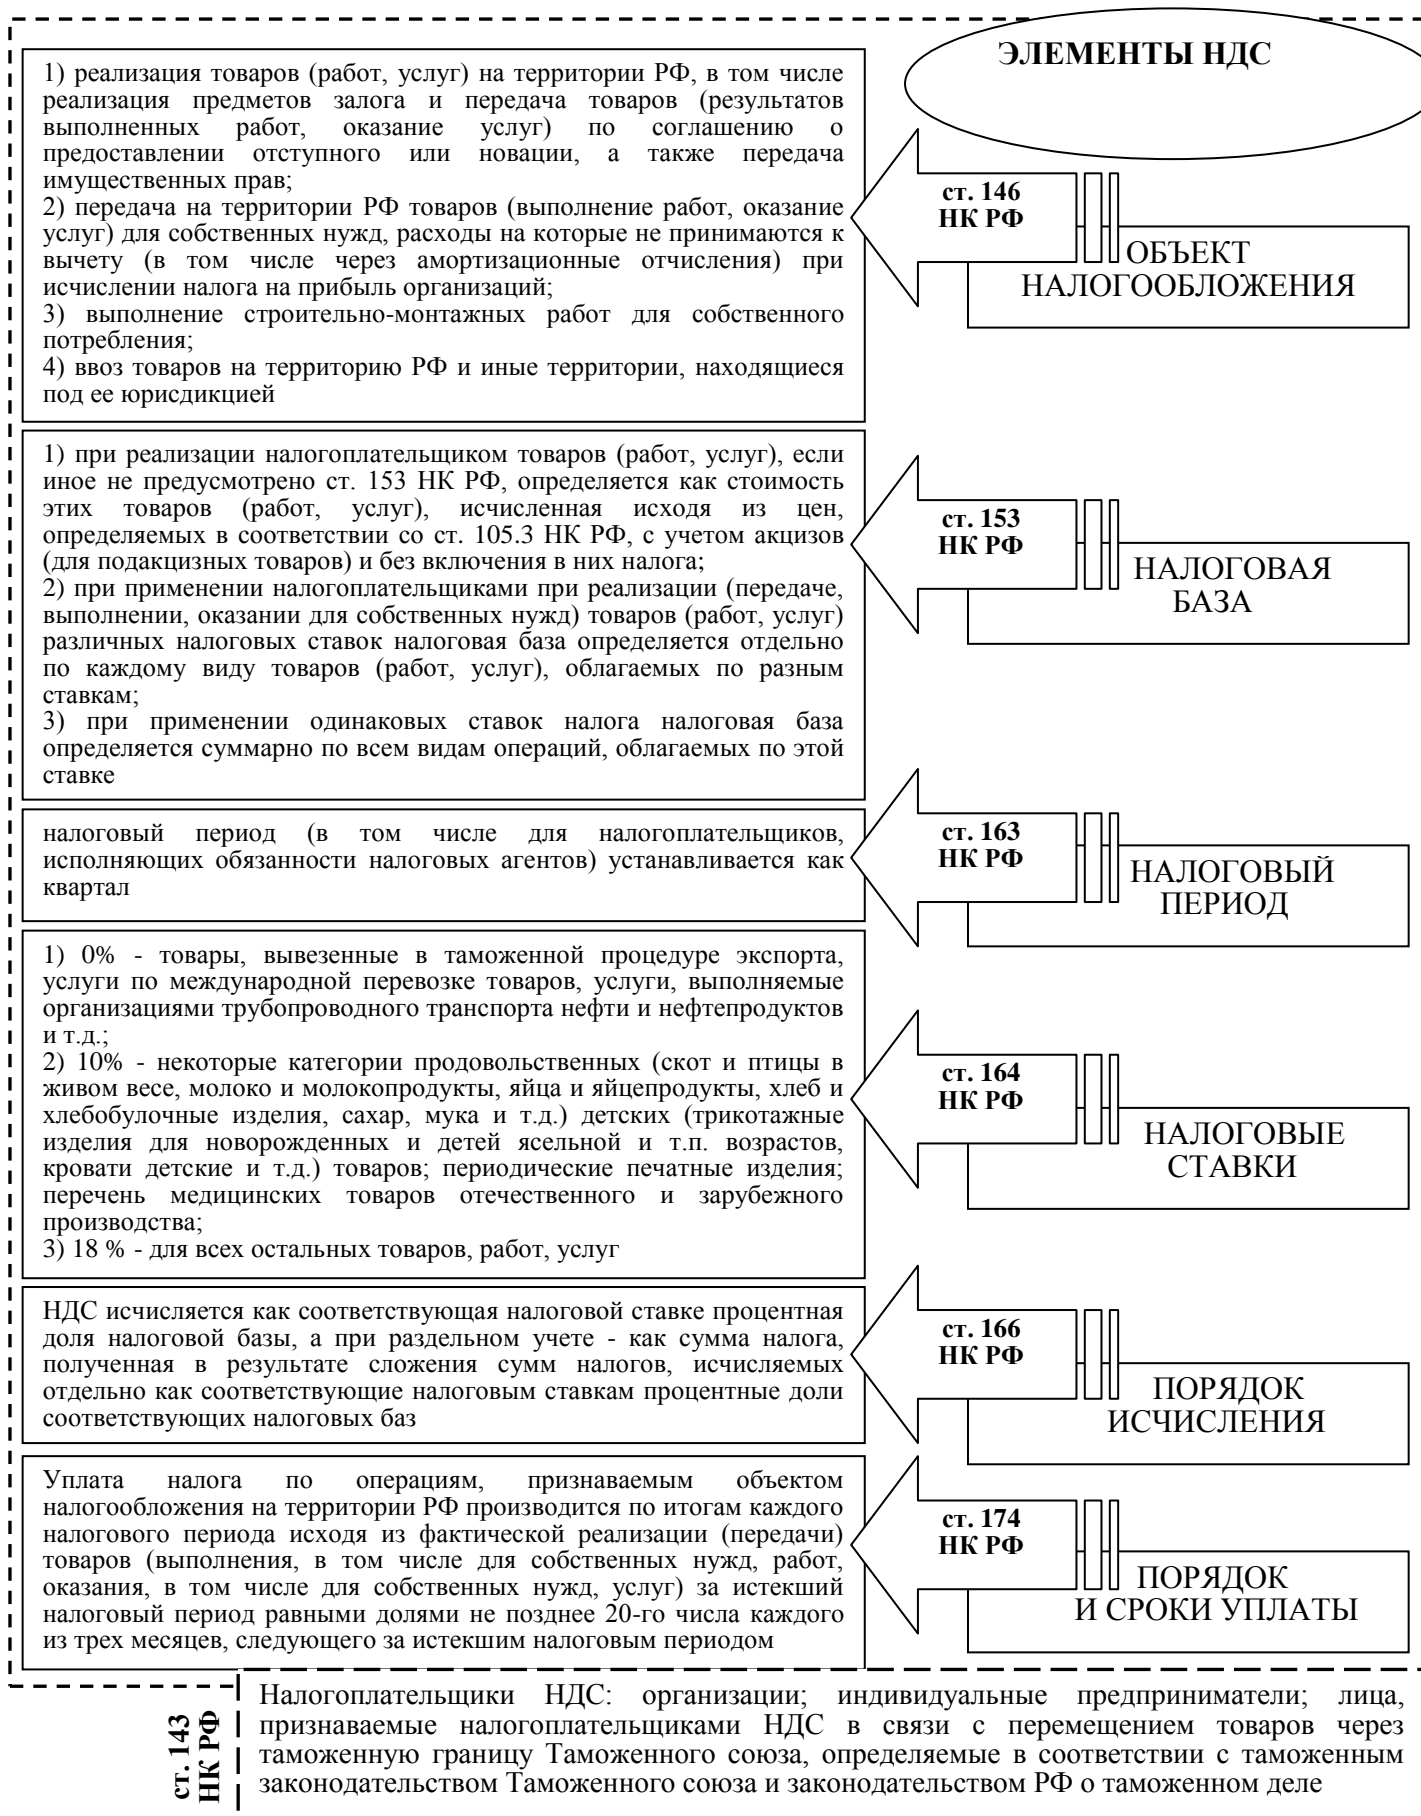 ЭЛЕМЕНТЫ НДС
1) реализация товаров (работ, услуг) на территории РФ, в том числе
реализация предметов залога и передача товаров (результатов
выполненных работ, оказание услуг) по соглашению о
предоставлении отступного или новации, а также передача
имущественных прав;
2) передача на территории РФ товаров (выполнение работ, оказание
услуг) для собственных нужд, расходы на которые не принимаются к
вычету (в том числе через амортизационные отчисления) при
исчислении налога на прибыль организаций;
3) выполнение строительно-монтажных работ для собственного
потребления;
4) ввоз товаров на территорию РФ и иные территории, находящиеся
под ее юрисдикцией
ст. 146
НК РФ
ОБЪЕКТ
НАЛОГООБЛОЖЕНИЯ
1) при реализации налогоплательщиком товаров (работ, услуг), если
иное не предусмотрено ст. 153 НК РФ, определяется как стоимость
этих товаров (работ, услуг), исчисленная исходя из цен,
определяемых в соответствии со ст. 105.3 НК РФ, с учетом акцизов
(для подакцизных товаров) и без включения в них налога;
2) при применении налогоплательщиками при реализации (передаче,
выполнении, оказании для собственных нужд) товаров (работ, услуг)
различных налоговых ставок налоговая база определяется отдельно
по каждому виду товаров (работ, услуг), облагаемых по разным
ставкам;
3) при применении одинаковых ставок налога налоговая база
определяется суммарно по всем видам операций, облагаемых по этой
ставке
ст. 153
НК РФ
НАЛОГОВАЯ
БАЗА
налоговый период (в том числе для налогоплательщиков,
исполняющих обязанности налоговых агентов) устанавливается как
квартал
ст. 163
НК РФ
НАЛОГОВЫЙ
ПЕРИОД
1) 0% - товары, вывезенные в таможенной процедуре экспорта,
услуги по международной перевозке товаров, услуги, выполняемые
организациями трубопроводного транспорта нефти и нефтепродуктов
и т.д.;
2) 10% - некоторые категории продовольственных (скот и птицы в
живом весе, молоко и молокопродукты, яйца и яйцепродукты, хлеб и
хлебобулочные изделия, сахар, мука и т.д.) детских (трикотажные
изделия для новорожденных и детей ясельной и т.п. возрастов,
кровати детские и т.д.) товаров; периодические печатные изделия;
перечень медицинских товаров отечественного и зарубежного
производства;
3) 18 % - для всех остальных товаров, работ, услуг
ст. 164
НК РФ
НАЛОГОВЫЕ
СТАВКИ
НДС исчисляется как соответствующая налоговой ставке процентная
доля налоговой базы, а при раздельном учете - как сумма налога,
полученная в результате сложения сумм налогов, исчисляемых
отдельно как соответствующие налоговым ставкам процентные доли
соответствующих налоговых баз
ст. 166
НК РФ
ПОРЯДОК
ИСЧИСЛЕНИЯ
Уплата налога по операциям, признаваемым объектом
налогообложения на территории РФ производится по итогам каждого
налогового периода исходя из фактической реализации (передачи)
товаров (выполнения, в том числе для собственных нужд, работ,
оказания, в том числе для собственных нужд, услуг) за истекший
налоговый период равными долями не позднее 20-го числа каждого
из трех месяцев, следующего за истекшим налоговым периодом
ст. 174
НК РФ
ПОРЯДОК
И СРОКИ УПЛАТЫ
ст. 143
НК РФ
Налогоплательщики НДС: организации; индивидуальные предприниматели; лица,
признаваемые налогоплательщиками НДС в связи с перемещением товаров через
таможенную границу Таможенного союза, определяемые в соответствии с таможенным
законодательством Таможенного союза и законодательством РФ о таможенном деле